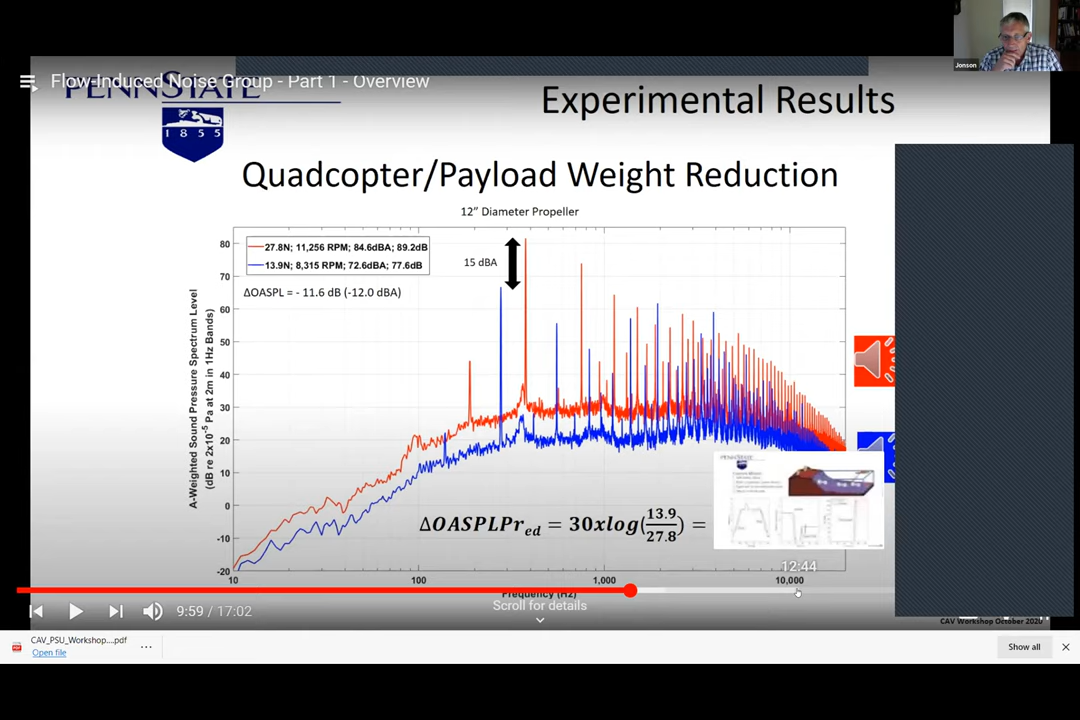 Jonson
Flow-Induced Noise Group - Part 1 - Overview
PENNSTATE
1855
Experimental Results
Quadcopter/Payload Weight Reduction
12" Diameter Propeller
27.8N; 11,256 RPM; 84.6dBA; 89.2dB
13.9N; 8,315 RPM; 72.6dBA; 77.6dB
15 dBA
ΔOASPL = - 11.6 dB (-12.0 dBA)
A-Weighted Sound Pressure Spectrum Level
(dB re 2x10⁻⁵ Pa at 2m in 1Hz Bands)
80
70
60
50
40
30
20
10
0
-10
-20
10
100
1,000
10,000
Frequency (Hz)
ΔOASPLPred = 30xlog(13.9/27.8) =
PENNSTATE
12:44
9:59 / 17:02
Scroll for details
CAV Workshop October 2020
CAV_PSU_Workshop....pdf
Open file
...
Show all